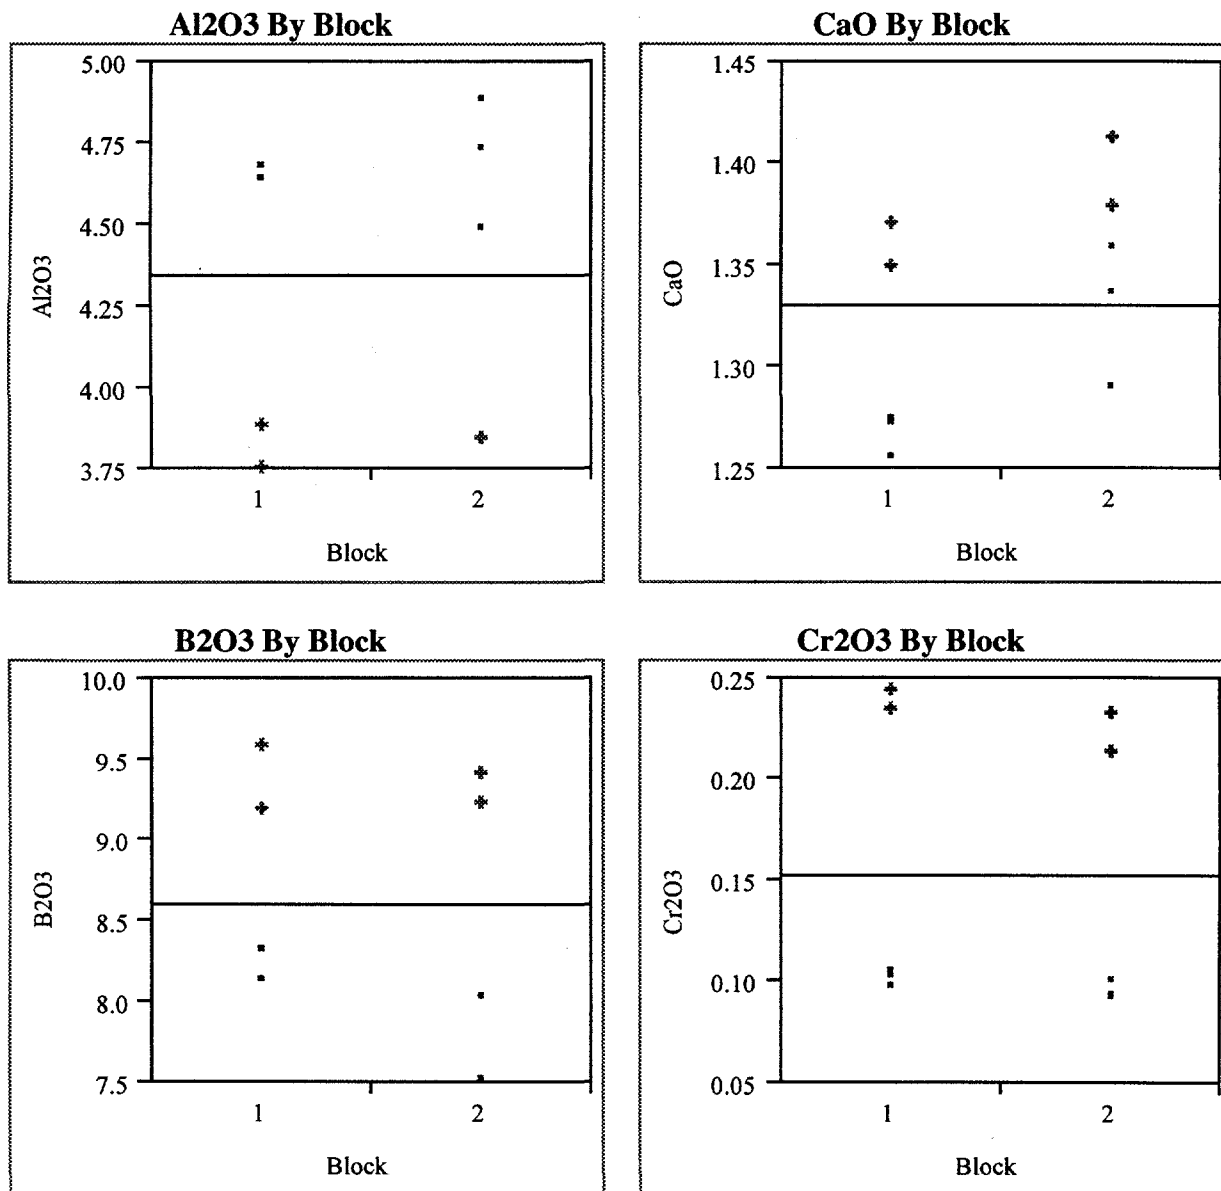 Al2O3 By Block
5.00
4.75
4.50
4.25
4.00
3.75
Al2O3
1
2
Block
CaO By Block
1.45
1.40
1.35
1.30
1.25
CaO
1
2
Block
B2O3 By Block
10.0
9.5
9.0
8.5
8.0
7.5
B2O3
1
2
Block
Cr2O3 By Block
0.25
0.20
0.15
0.10
0.05
Cr2O3
1
2
Block